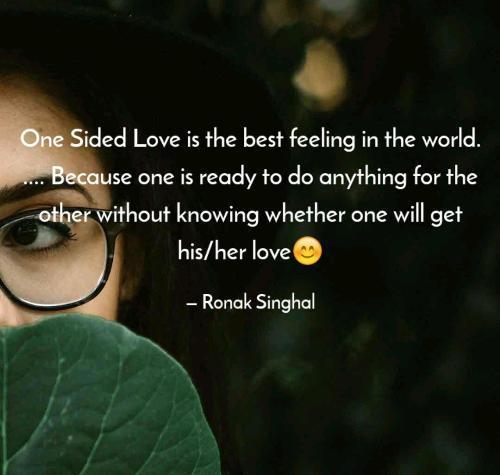 One Sided Love is the best feeling in the world.
.... Because one is ready to do anything for the
other without knowing whether one will get
his/her love😊
– Ronak Singhal